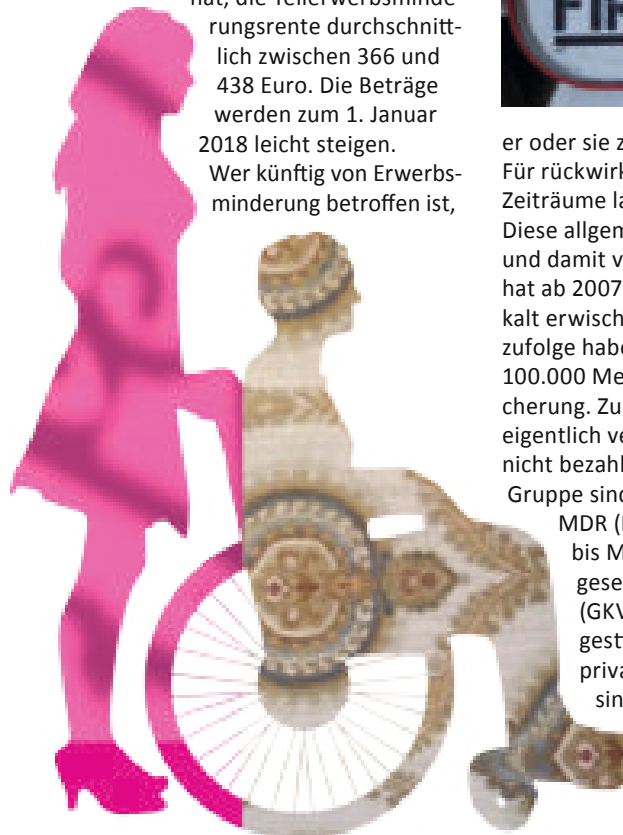 hat, die Teilerwerbsminde
rungsrente durchschnitt-
lich zwischen 366 und
438 Euro. Die Beträge
werden zum 1. Januar
2018 leicht steigen.
Wer künftig von Erwerbs-
minderung betroffen ist,
er oder sie z
Für rückwirk
Zeiträume la
Diese allgem
und damit v
hat ab 2007
kalt erwisch
zufolge habe
100.000 Me
cherung. Zu
eigentlich ve
nicht bezahl
Gruppe sind
MDR (
bis M
gese
(GKV
gest
priva
sin